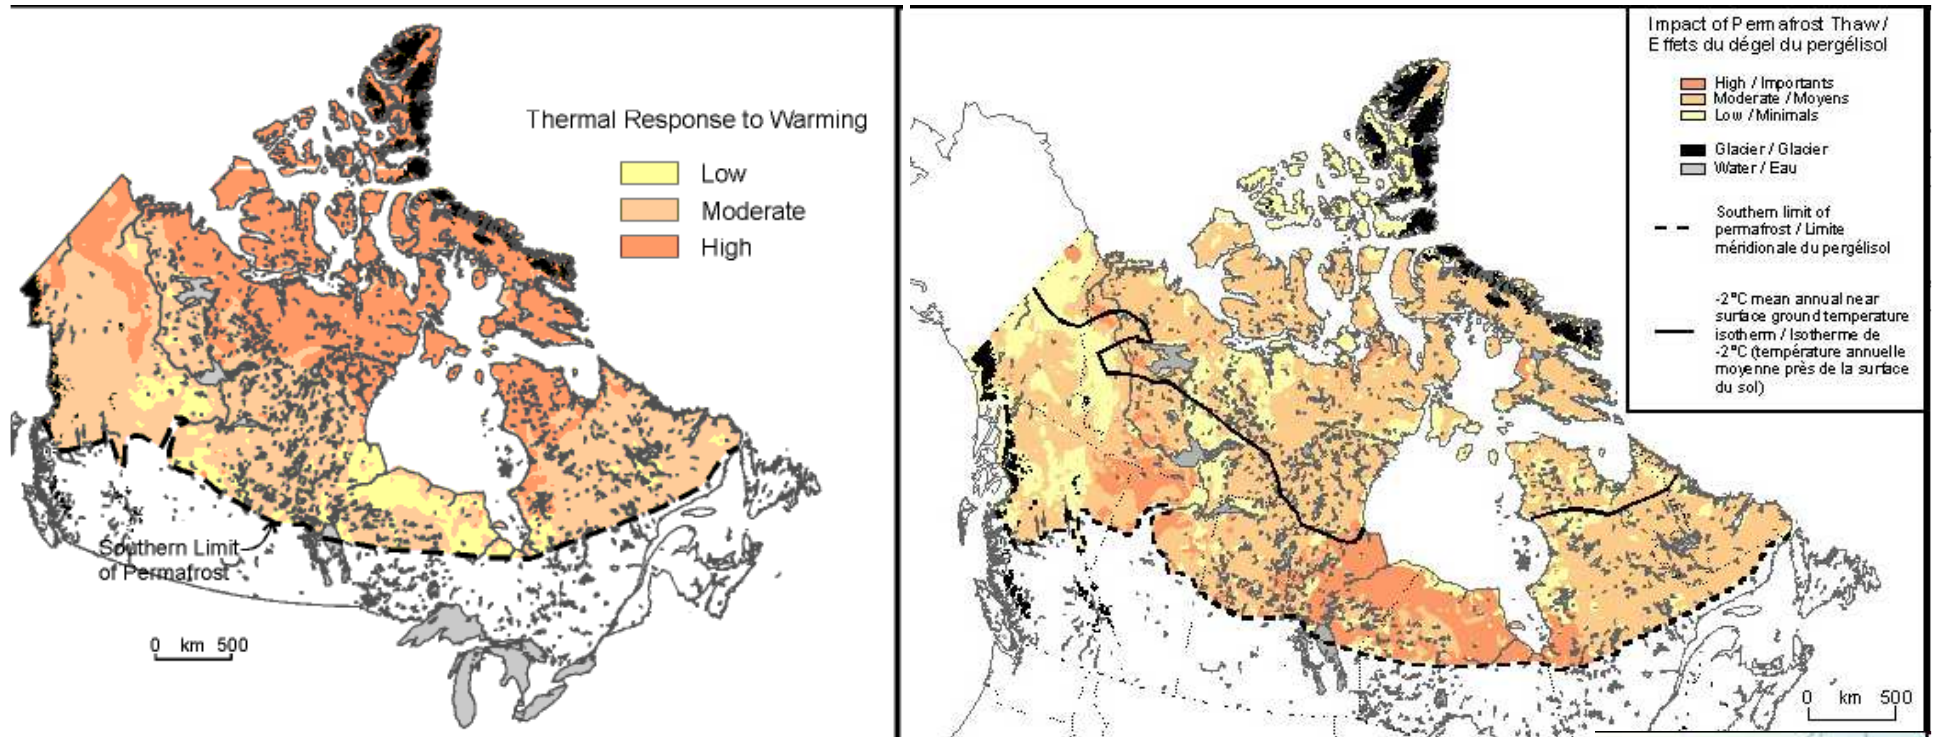 Thermal Response to Warming
Low
Moderate
High
Southern Limit
of Permafrost
0 km 500
Impact of Permafrost Thaw /
Effets du dégel du pergélisol
High / Importants
Moderate / Moyens
Low / Minimals
Glacier / Glacier
Water / Eau
Southern limit of
permafrost / Limite
méridionale du pergélisol
-2°C mean annual near
surface ground temperature
isotherm / Isotherme de
-2°C (température annuelle
moyenne près de la surface
du sol)
0 km 500